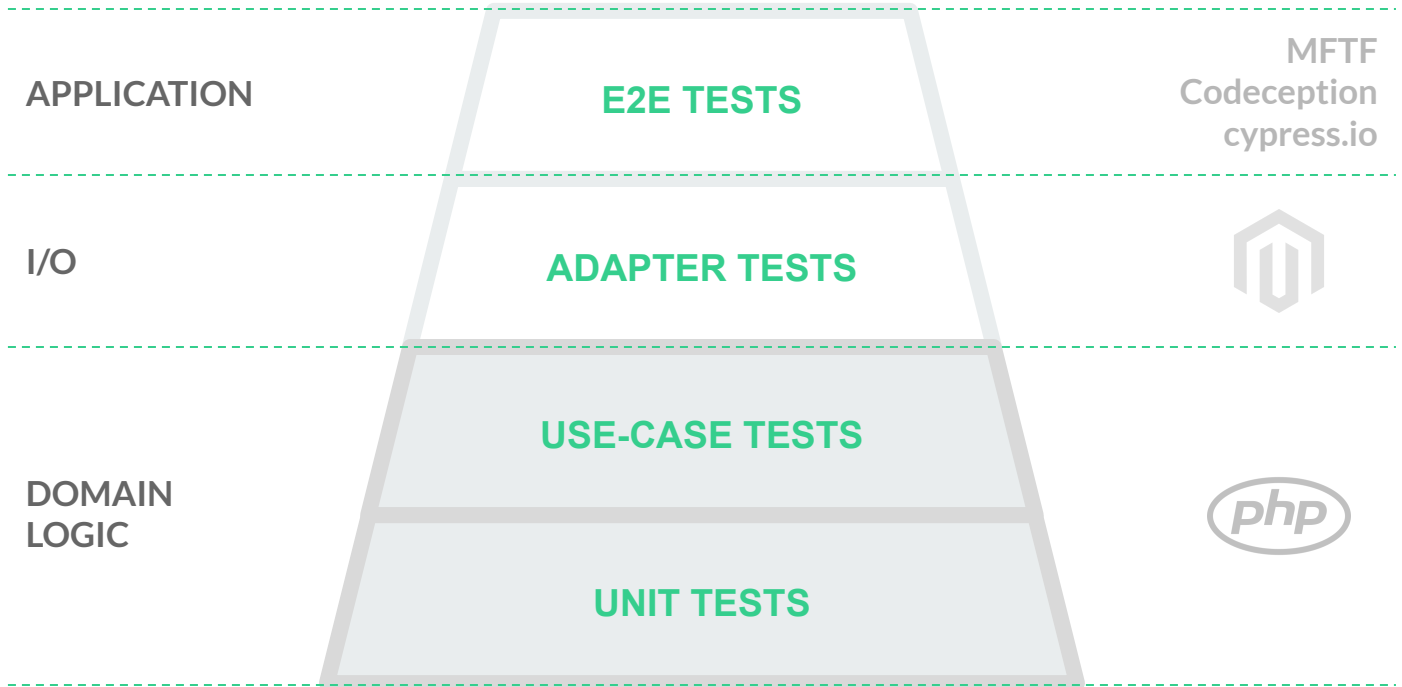 APPLICATION
E2E TESTS
MFTF
Codeception
cypress.io
I/O
ADAPTER TESTS
USE-CASE TESTS
DOMAIN
LOGIC
php
UNIT TESTS